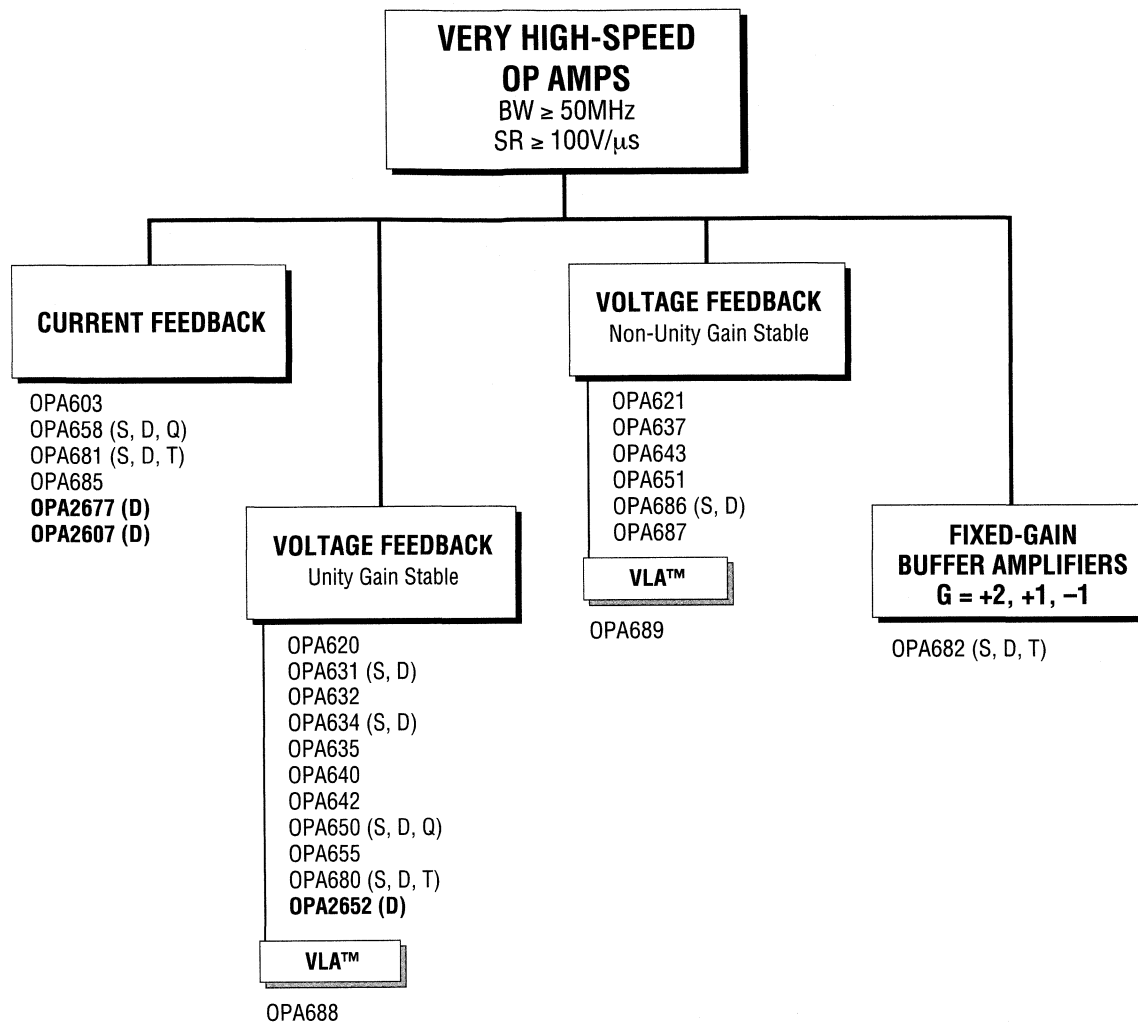 VERY HIGH-SPEED
OP AMPS
BW ≥ 50MHz
SR ≥ 100V/μs
CURRENT FEEDBACK
OPA603
OPA658 (S, D, Q)
OPA681 (S, D, T)
OPA685
OPA2677 (D)
OPA2607 (D)
VOLTAGE FEEDBACK
Unity Gain Stable
OPA620
OPA631 (S, D)
OPA632
OPA634 (S, D)
OPA635
OPA640
OPA642
OPA650 (S, D, Q)
OPA655
OPA680 (S, D, T)
OPA2652 (D)
VLA™
OPA688
VOLTAGE FEEDBACK
Non-Unity Gain Stable
OPA621
OPA637
OPA643
OPA651
OPA686 (S, D)
OPA687
VLA™
OPA689
FIXED-GAIN
BUFFER AMPLIFIERS
G = +2, +1, –1
OPA682 (S, D, T)